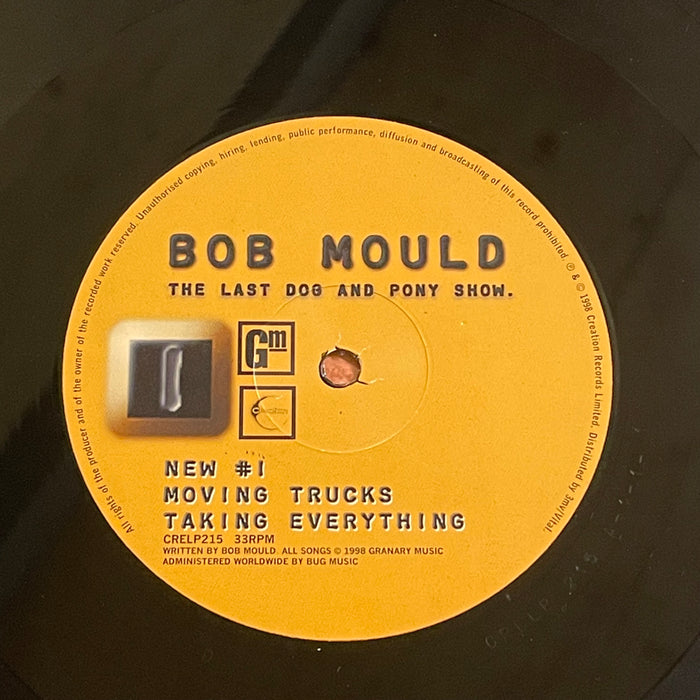 All rights of the producer and of the owner of the recorded work reserved. Unauthorised copying, hiring, lending, public performance, diffusion and broadcasting of this record prohibited. ℗ & © 1998 Creation Records Limited. Distributed by 3mv/Vital.
BOB MOULD
THE LAST DOG AND PONY SHOW.
Gm
NEW #1
MOVING TRUCKS
TAKING EVERYTHING
CRELP215 33RPM
WRITTEN BY BOB MOULD. ALL SONGS © 1998 GRANARY MUSIC
ADMINISTERED WORLDWIDE BY BUG MUSIC